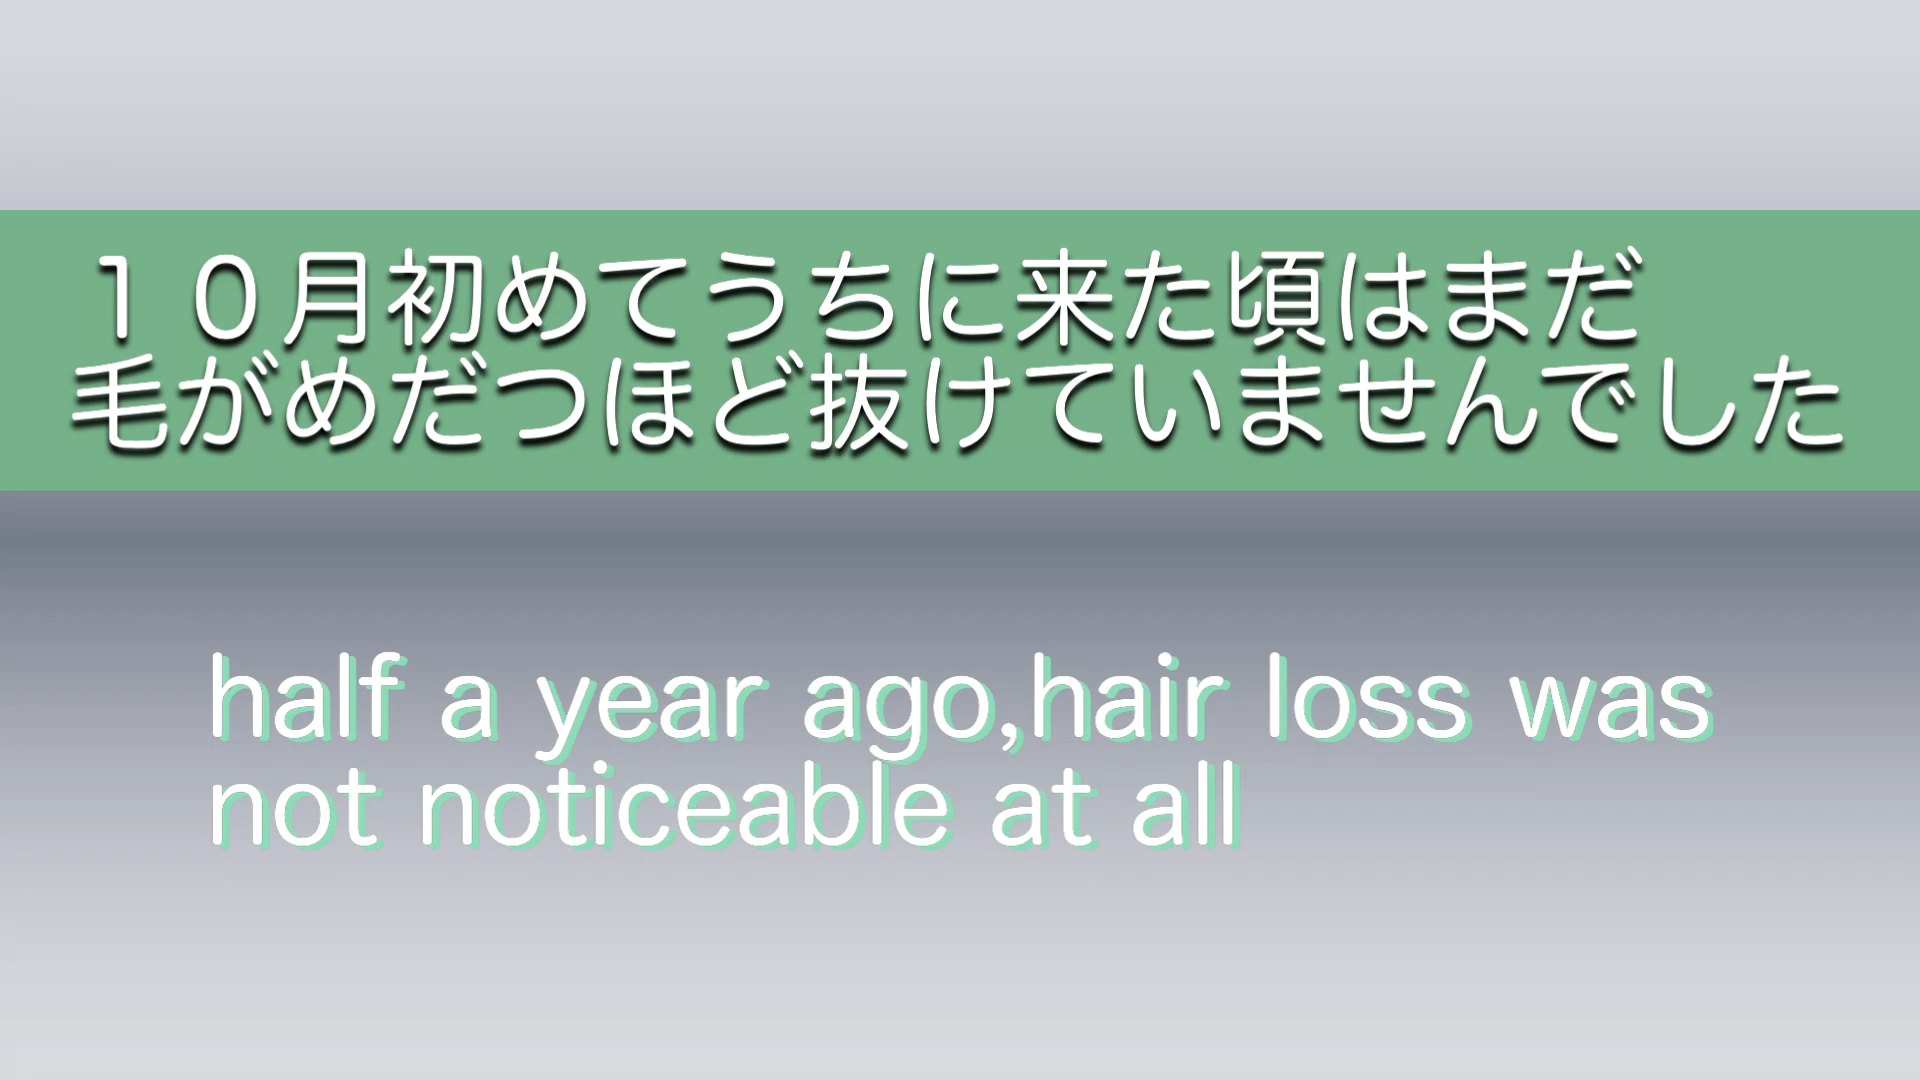 １０月初めてうちに来た頃はまだ
毛がめだつほど抜けていませんでした
half a year ago,hair loss was
not noticeable at all